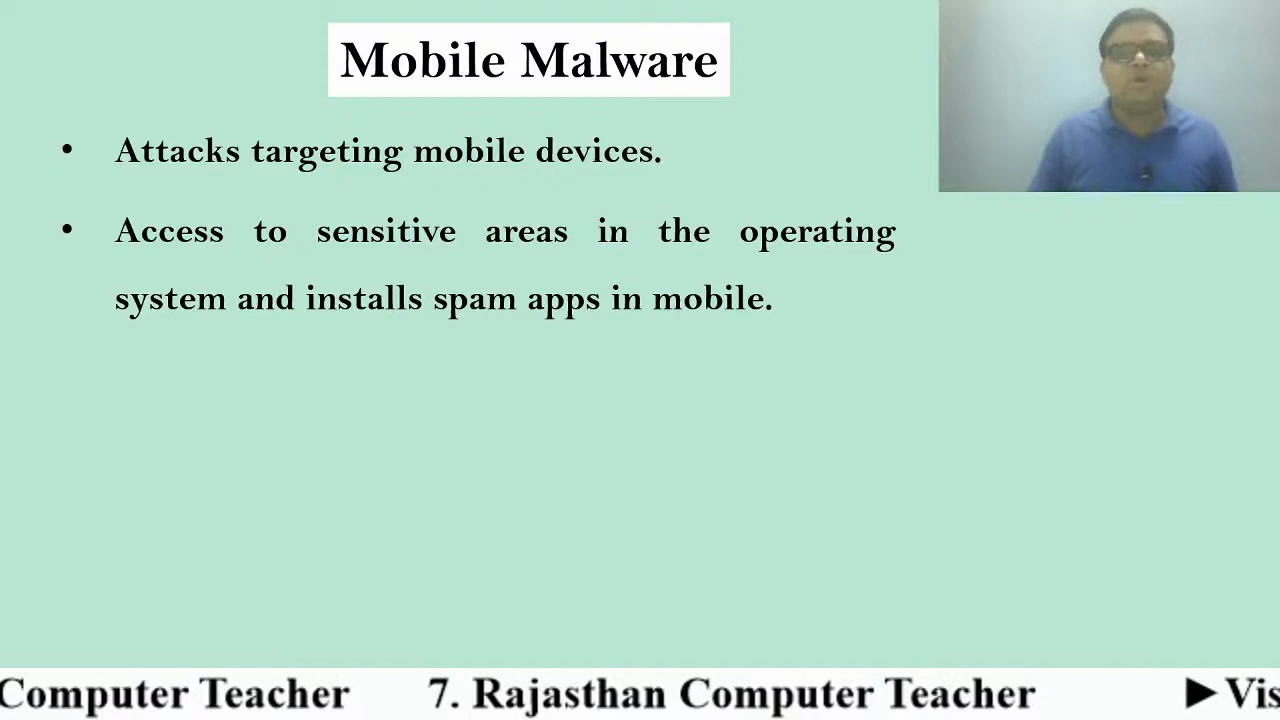 Mobile Malware
• Attacks targeting mobile devices.
• Access to sensitive areas in the operating
system and installs spam apps in mobile.
Computer Teacher 7. Rajasthan Computer Teacher ►